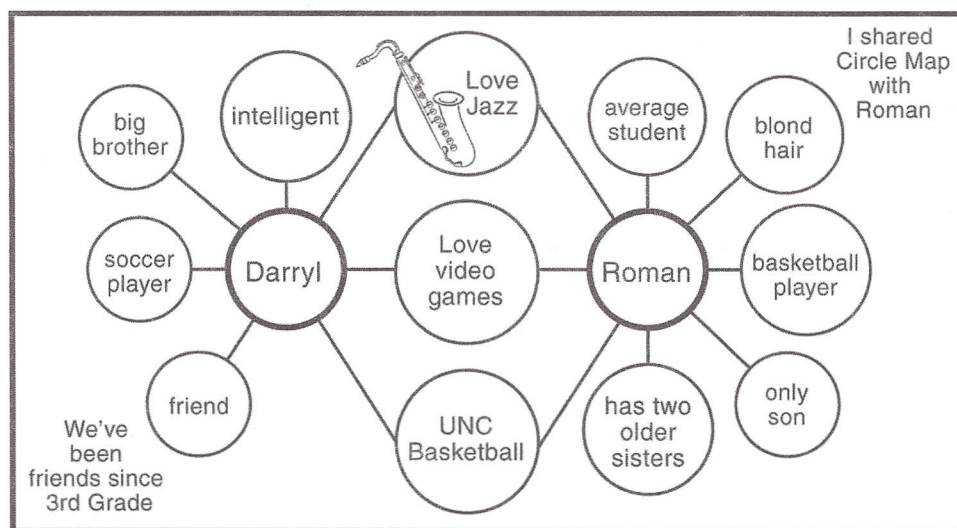 I shared
Circle Map
with
Roman
big
brother
intelligent
Love
Jazz
average
student
blond
hair
soccer
player
Darryl
Love
video
games
Roman
basketball
player
friend
UNC
Basketball
has two
older
sisters
only
son
We've
been
friends since
3rd Grade